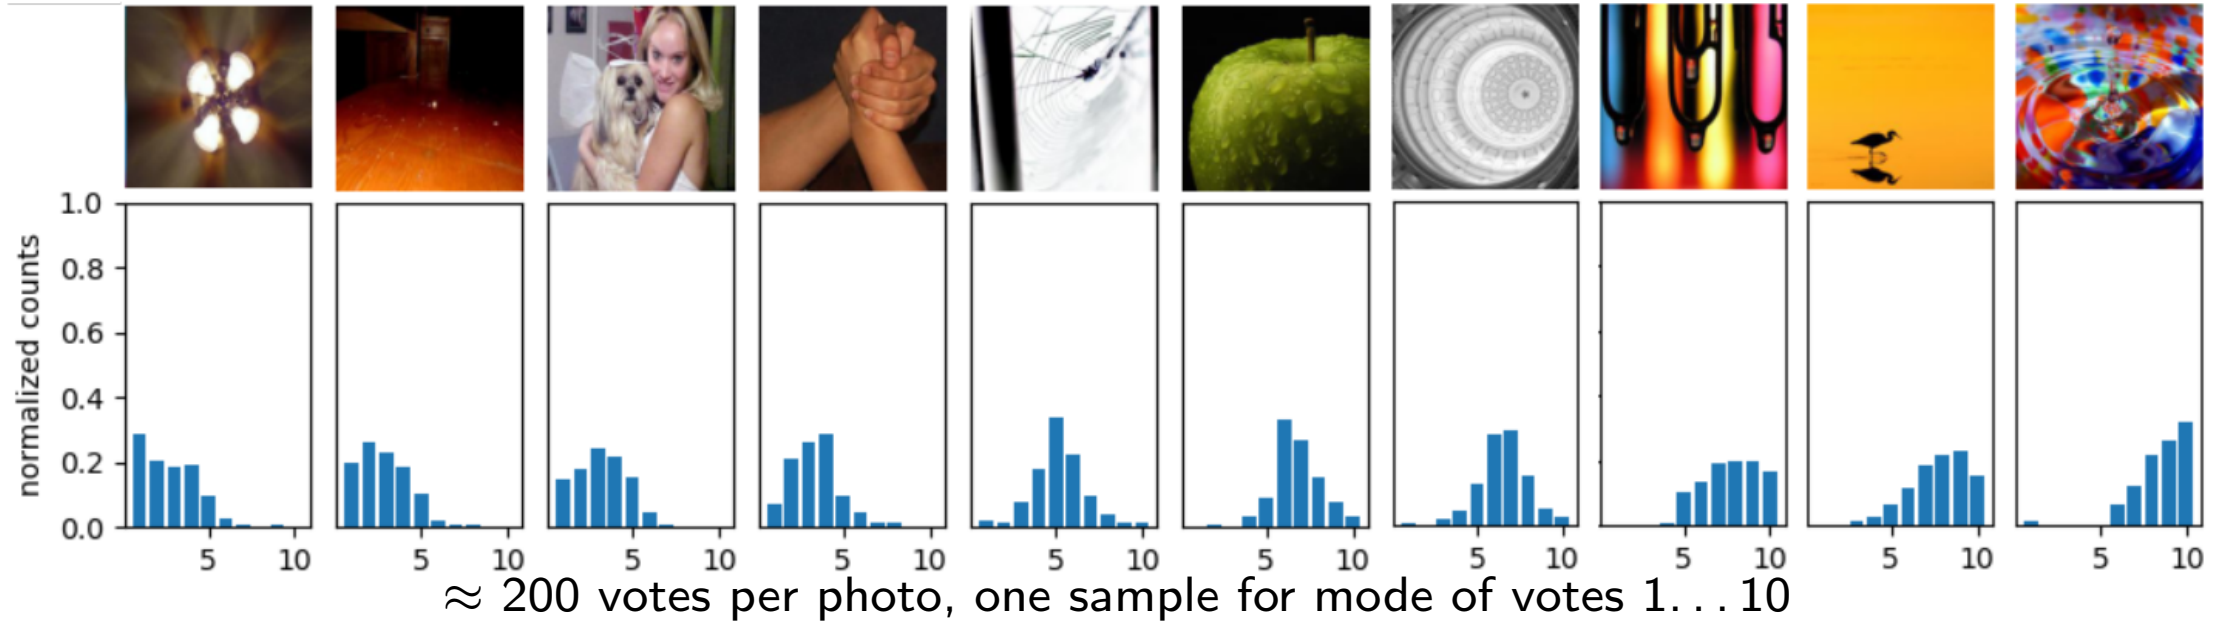 normalized counts
1.0
0.8
0.6
0.4
0.2
0.0
5 10 5 10 5 10 5 10 5 10 5 10 5 10 5 10 5 10 5 10
≈ 200 votes per photo, one sample for mode of votes 1...10